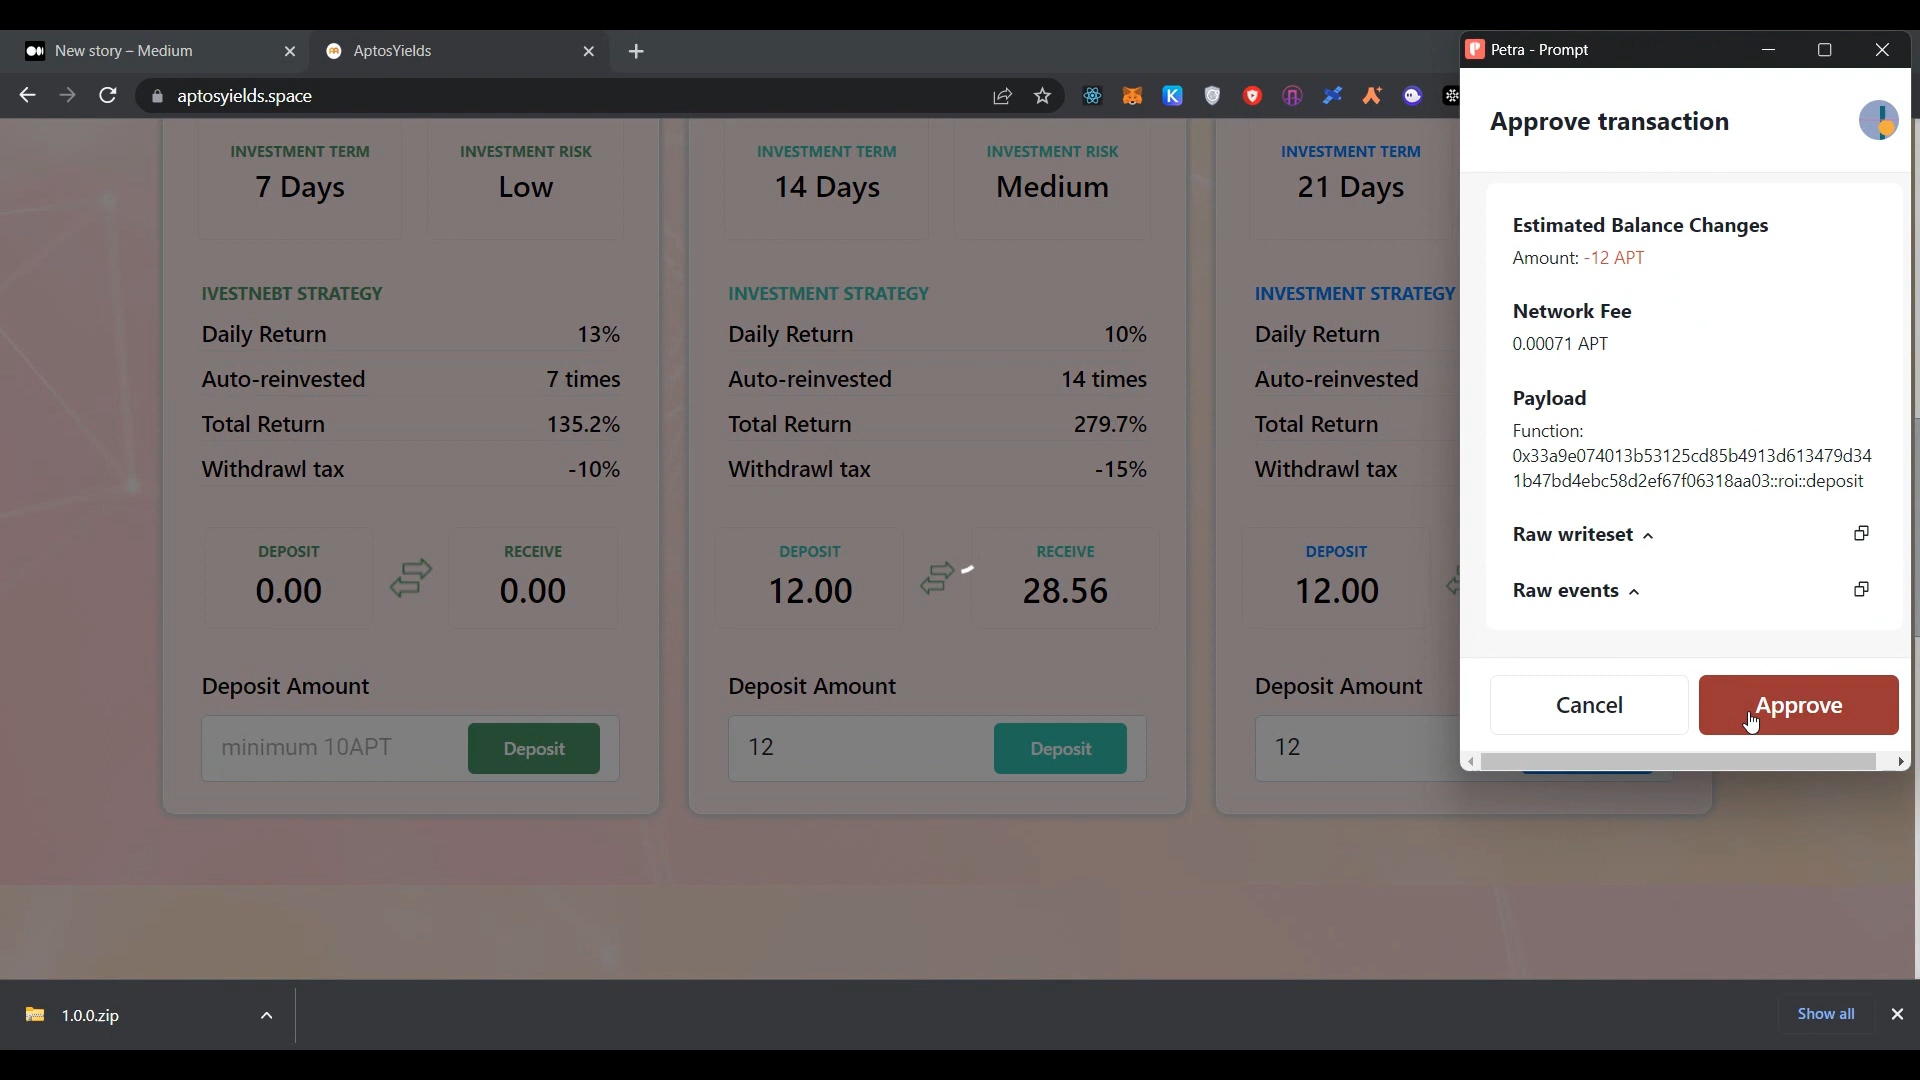 New story – Medium
AptosYields
Petra - Prompt
aptosyields.space
Approve transaction
INVESTMENT TERM
7 Days
INVESTMENT RISK
Low
IVESTNEBT STRATEGY
Daily Return 13%
Auto-reinvested 7 times
Total Return 135.2%
Withdrawl tax -10%
DEPOSIT
0.00
RECEIVE
0.00
Deposit Amount
minimum 10APT
Deposit
INVESTMENT TERM
14 Days
INVESTMENT RISK
Medium
INVESTMENT STRATEGY
Daily Return 10%
Auto-reinvested 14 times
Total Return 279.7%
Withdrawl tax -15%
DEPOSIT
12.00
RECEIVE
28.56
Deposit Amount
12
Deposit
INVESTMENT TERM
21 Days
INVESTMENT STRATEGY
Daily Return
Auto-reinvested
Total Return
Withdrawl tax
DEPOSIT
12.00
Deposit Amount
12
Estimated Balance Changes
Amount: -12 APT
Network Fee
0.00071 APT
Payload
Function:
0x33a9e074013b53125cd85b4913d613479d34
1b47bd4ebc58d2ef67f06318aa03::roi::deposit
Raw writeset
Raw events
Cancel
Approve
1.0.0.zip
Show all